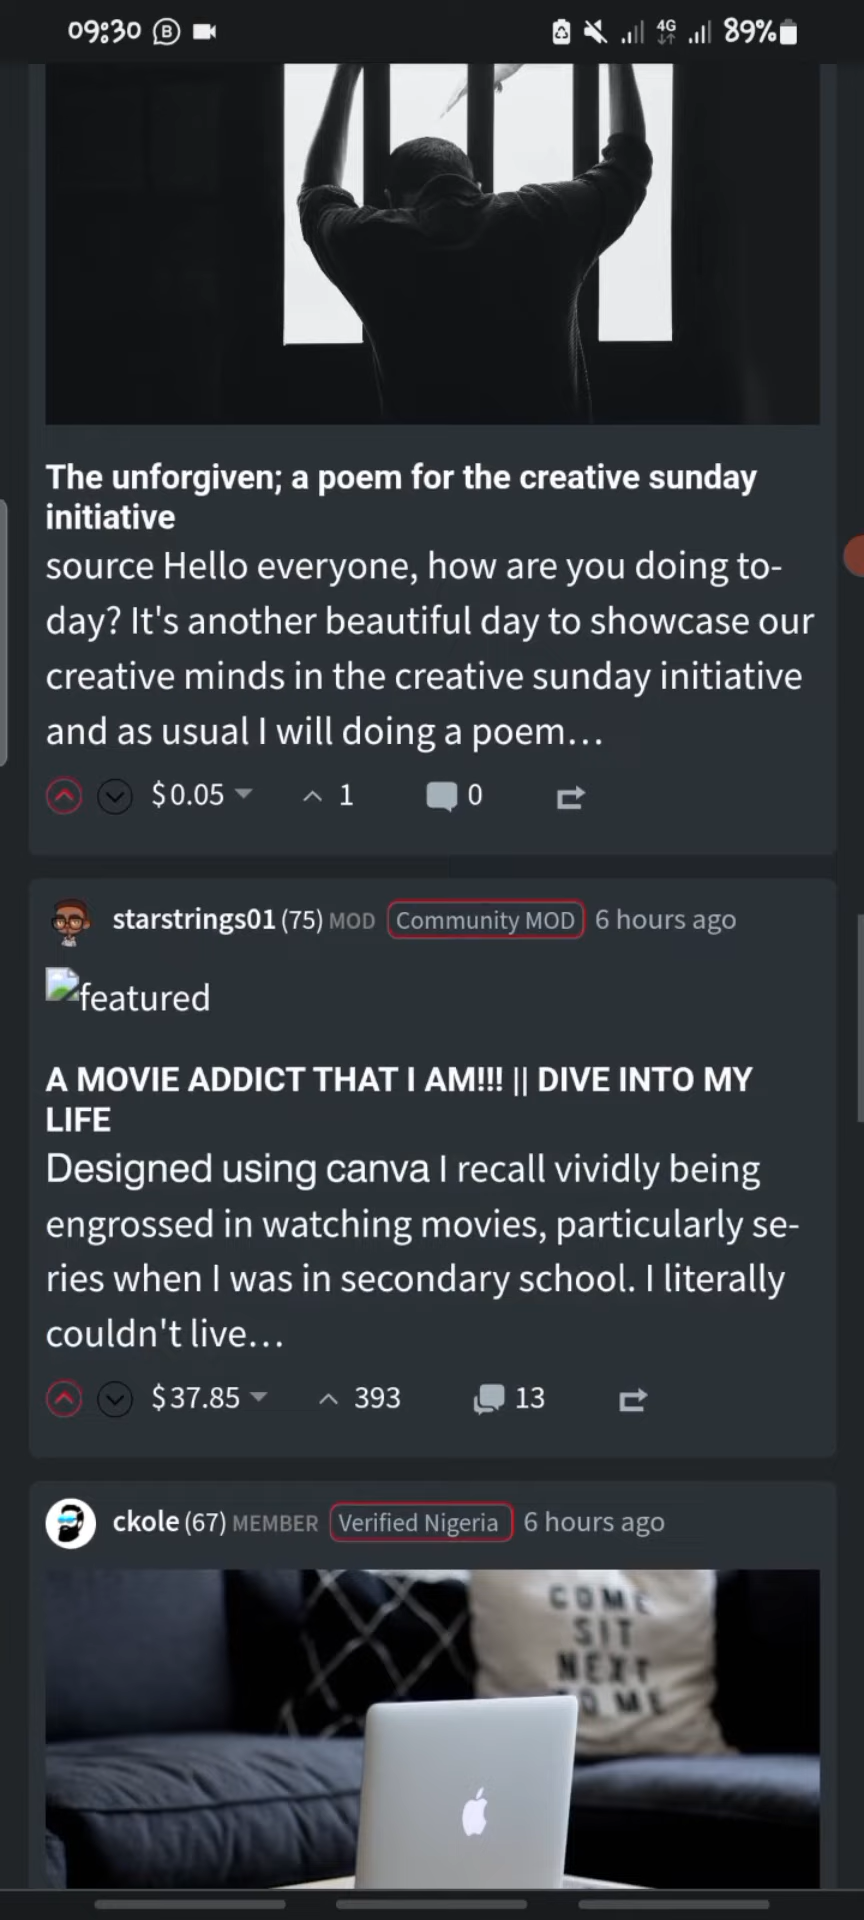 09:30 B 4G 89%
The unforgiven; a poem for the creative sunday
initiative
source Hello everyone, how are you doing to-
day? It's another beautiful day to showcase our
creative minds in the creative sunday initiative
and as usual I will doing a poem...
$0.05 1 0
starstrings01 (75) MOD Community MOD 6 hours ago
featured
A MOVIE ADDICT THAT I AM!!! || DIVE INTO MY
LIFE
Designed using canva I recall vividly being
engrossed in watching movies, particularly se-
ries when I was in secondary school. I literally
couldn't live...
$37.85 393 13
ckole (67) MEMBER Verified Nigeria 6 hours ago
COME
SIT
NEXT
TO ME